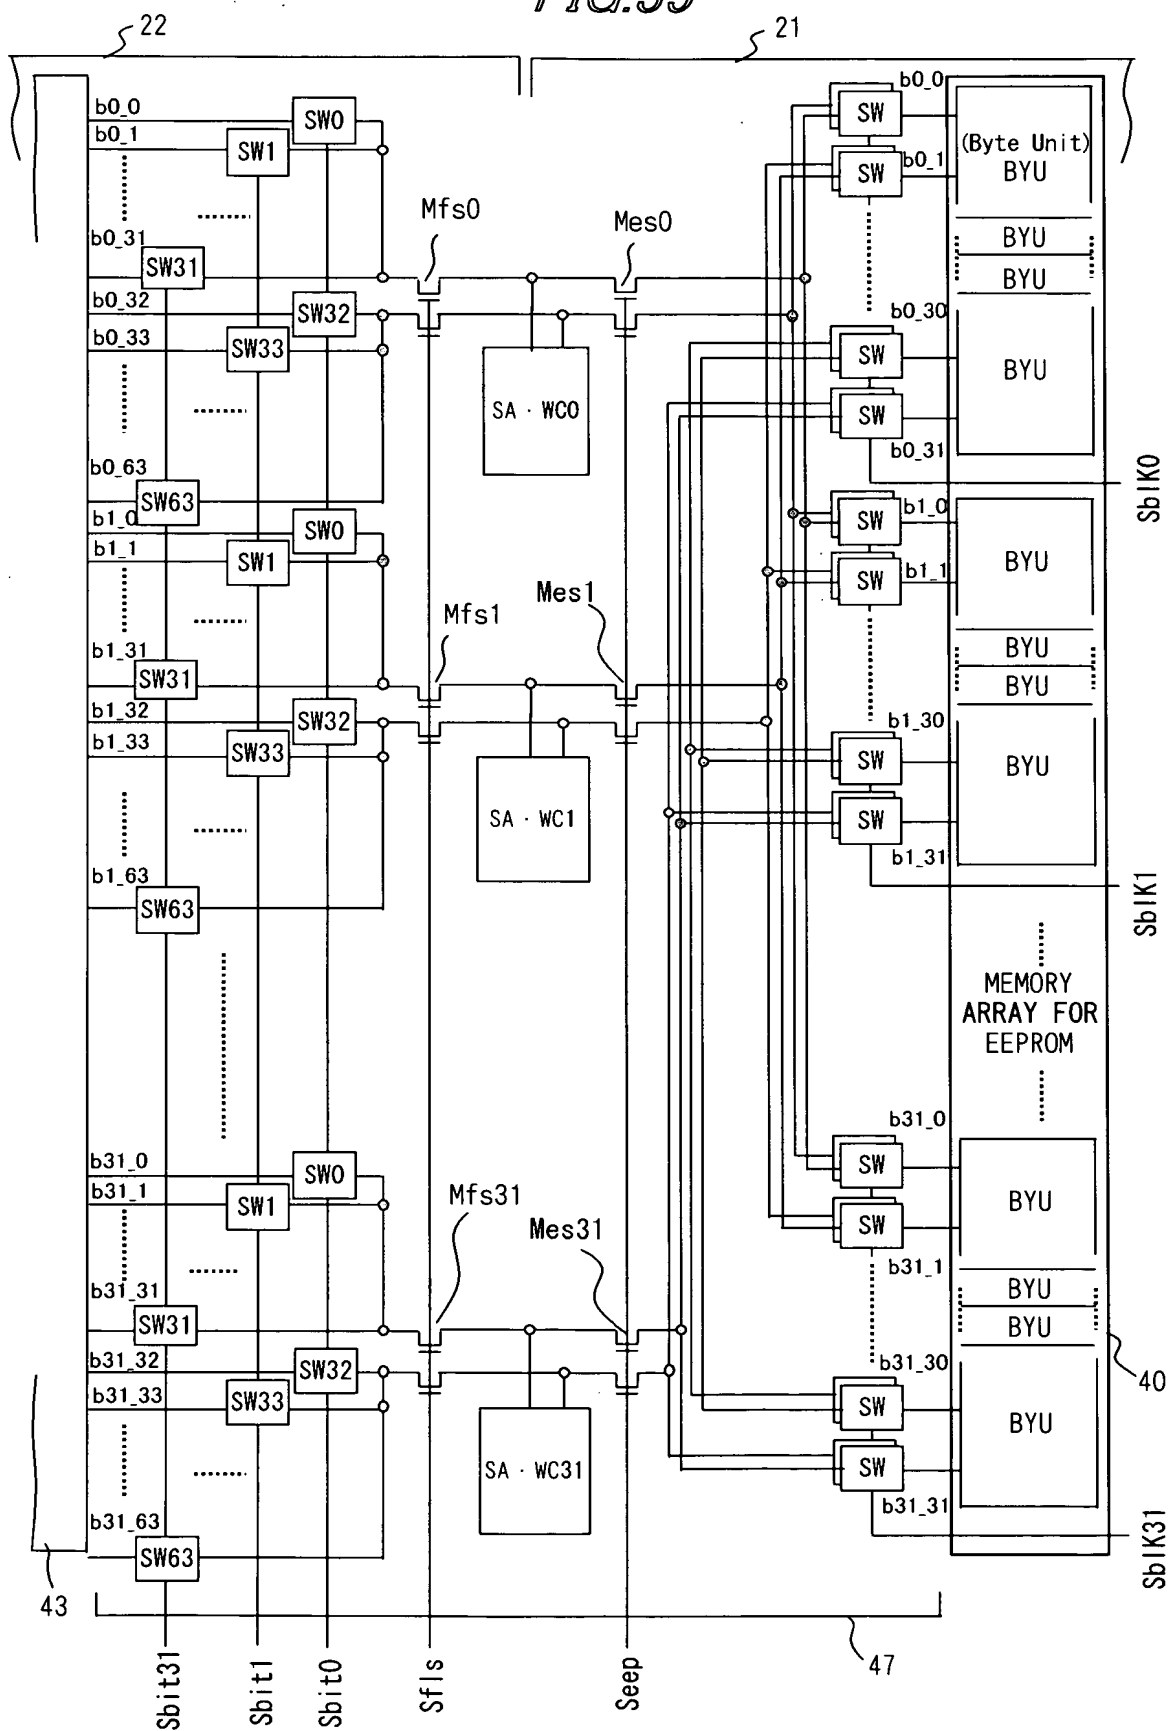 FIG.33
22
21
b0_0
SW0
b0_1
SW1
b0_31
SW31
b0_32
SW32
b0_33
SW33
b0_63
SW63
Mfs0
Mes0
SA · WC0
b1_0
SW0
b1_1
SW1
b1_31
SW31
b1_32
SW32
b1_33
SW33
b1_63
SW63
Mfs1
Mes1
SA · WC1
b31_0
SW0
b31_1
SW1
b31_31
SW31
b31_32
SW32
b31_33
SW33
b31_63
SW63
Mfs31
Mes31
SA · WC31
b0_0
SW
b0_1
SW
(Byte Unit)
BYU
BYU
BYU
b0_30
SW
SW
b0_31
BYU
SblK0
b1_0
SW
b1_1
SW
BYU
BYU
BYU
b1_30
SW
SW
b1_31
BYU
SblK1
MEMORY
ARRAY FOR
EEPROM
b31_0
SW
SW
b31_1
BYU
BYU
BYU
b31_30
SW
SW
b31_31
BYU
SblK31
40
43
47
Sbit31
Sbit1
Sbit0
Sfls
Seep